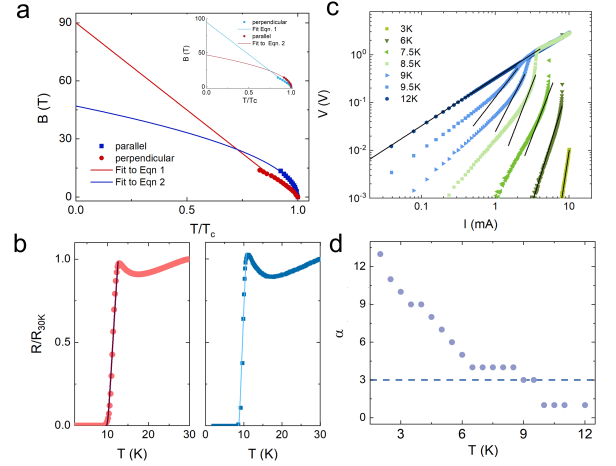 a
B (T)
90
60
30
0
0.0
0.5
1.0
T/Tc
parallel
perpendicular
Fit to Eqn 1
Fit to Eqn 2
B (T)
100
50
0
0.0
0.5
1.0
T/Tc
perpendicular
Fit Eqn. 1
parallel
Fit to Eqn. 2
c
V (V)
10⁰
10⁻¹
10⁻²
10⁻³
0.1
1
10
I (mA)
3K
6K
7.5K
8.5K
9K
9.5K
12K
b
R/R30K
1.0
0.5
0.0
0
10
20
30
T (K)
10
20
30
T (K)
d
α
15
12
9
6
3
0
3
6
9
12
T (K)